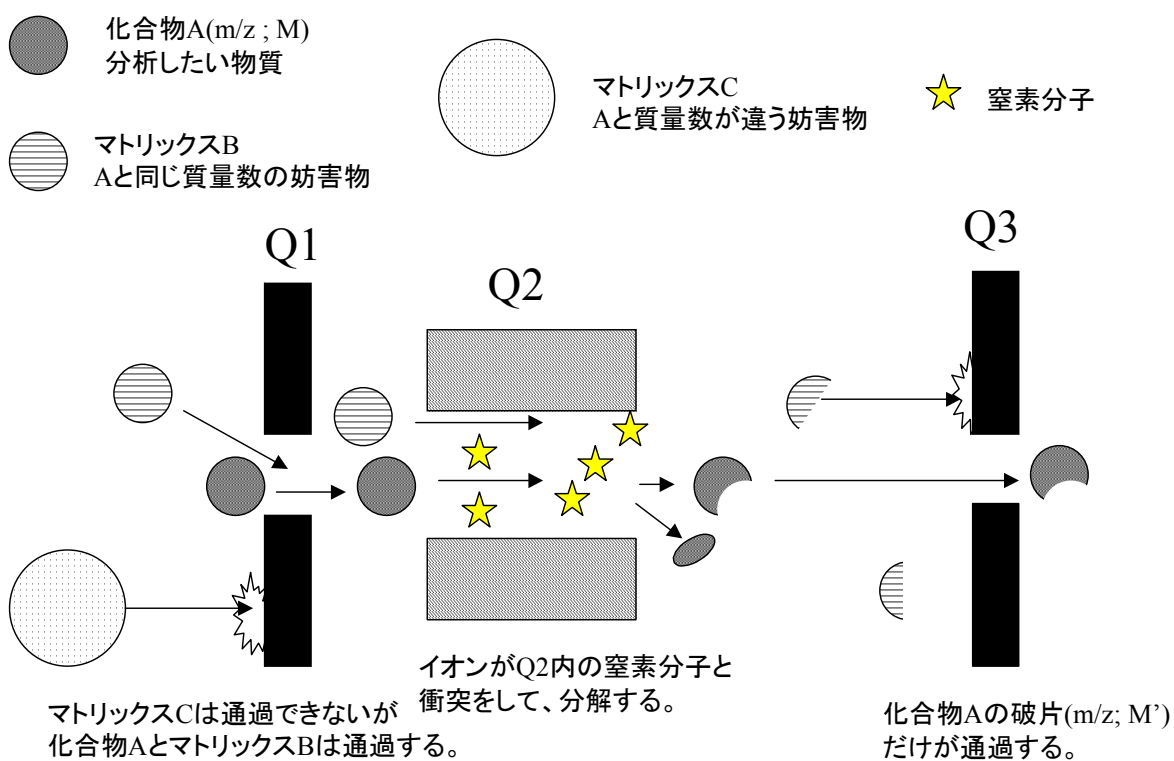 化合物A(m/z ; M)
分析したい物質
マトリックスC
Aと質量数が違う妨害物
窒素分子
マトリックスB
Aと同じ質量数の妨害物
Q1
Q2
Q3
マトリックスCは通過できないが
化合物AとマトリックスBは通過する。
イオンがQ2内の窒素分子と
衝突をして、分解する。
化合物Aの破片(m/z; M’)
だけが通過する。